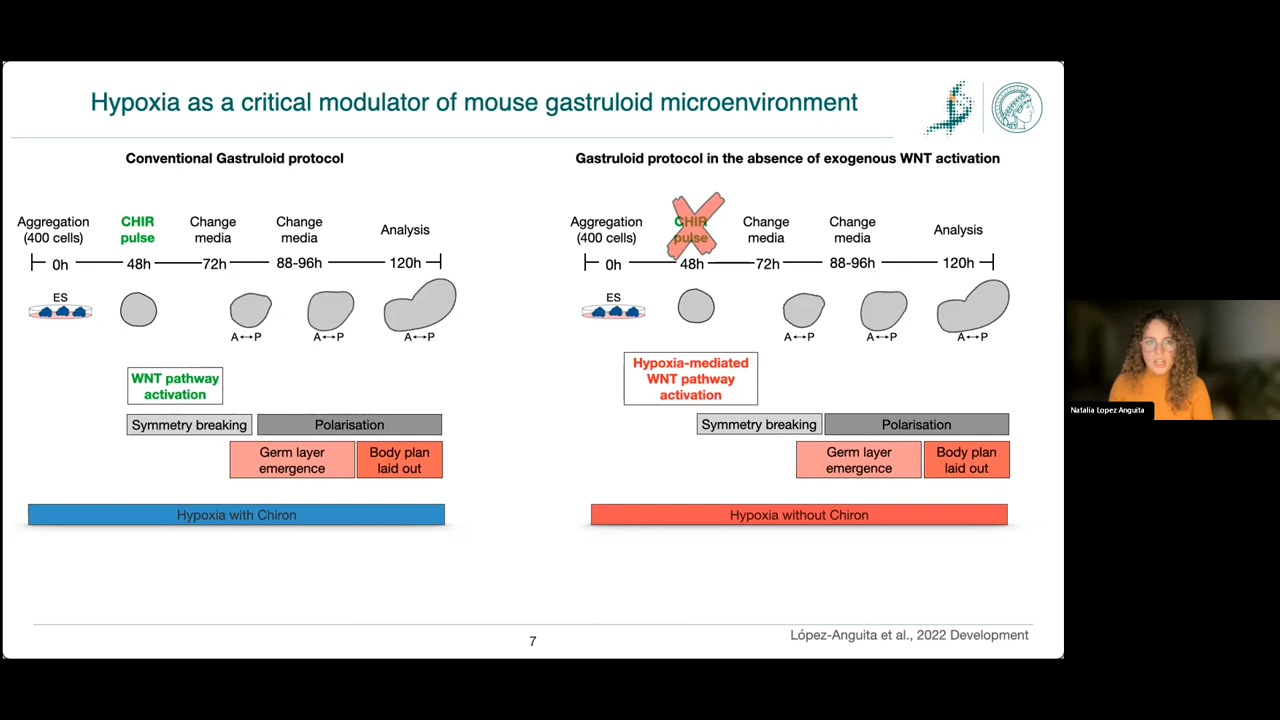 Hypoxia as a critical modulator of mouse gastruloid microenvironment
Conventional Gastruloid protocol
Aggregation
(400 cells)
CHIR
pulse
Change
media
Change
media
Analysis
0h
48h
72h
88-96h
120h
ES
A↔P
A↔P
A↔P
WNT pathway
activation
Symmetry breaking
Polarisation
Germ layer
emergence
Body plan
laid out
Hypoxia with Chiron
Gastruloid protocol in the absence of exogenous WNT activation
Aggregation
(400 cells)
CHIR
pulse
Change
media
Change
media
Analysis
0h
48h
72h
88-96h
120h
ES
A↔P
A↔P
A↔P
Hypoxia-mediated
WNT pathway
activation
Symmetry breaking
Polarisation
Germ layer
emergence
Body plan
laid out
Hypoxia without Chiron
7
López-Anguita et al., 2022 Development
Natalia Lopez Anguita